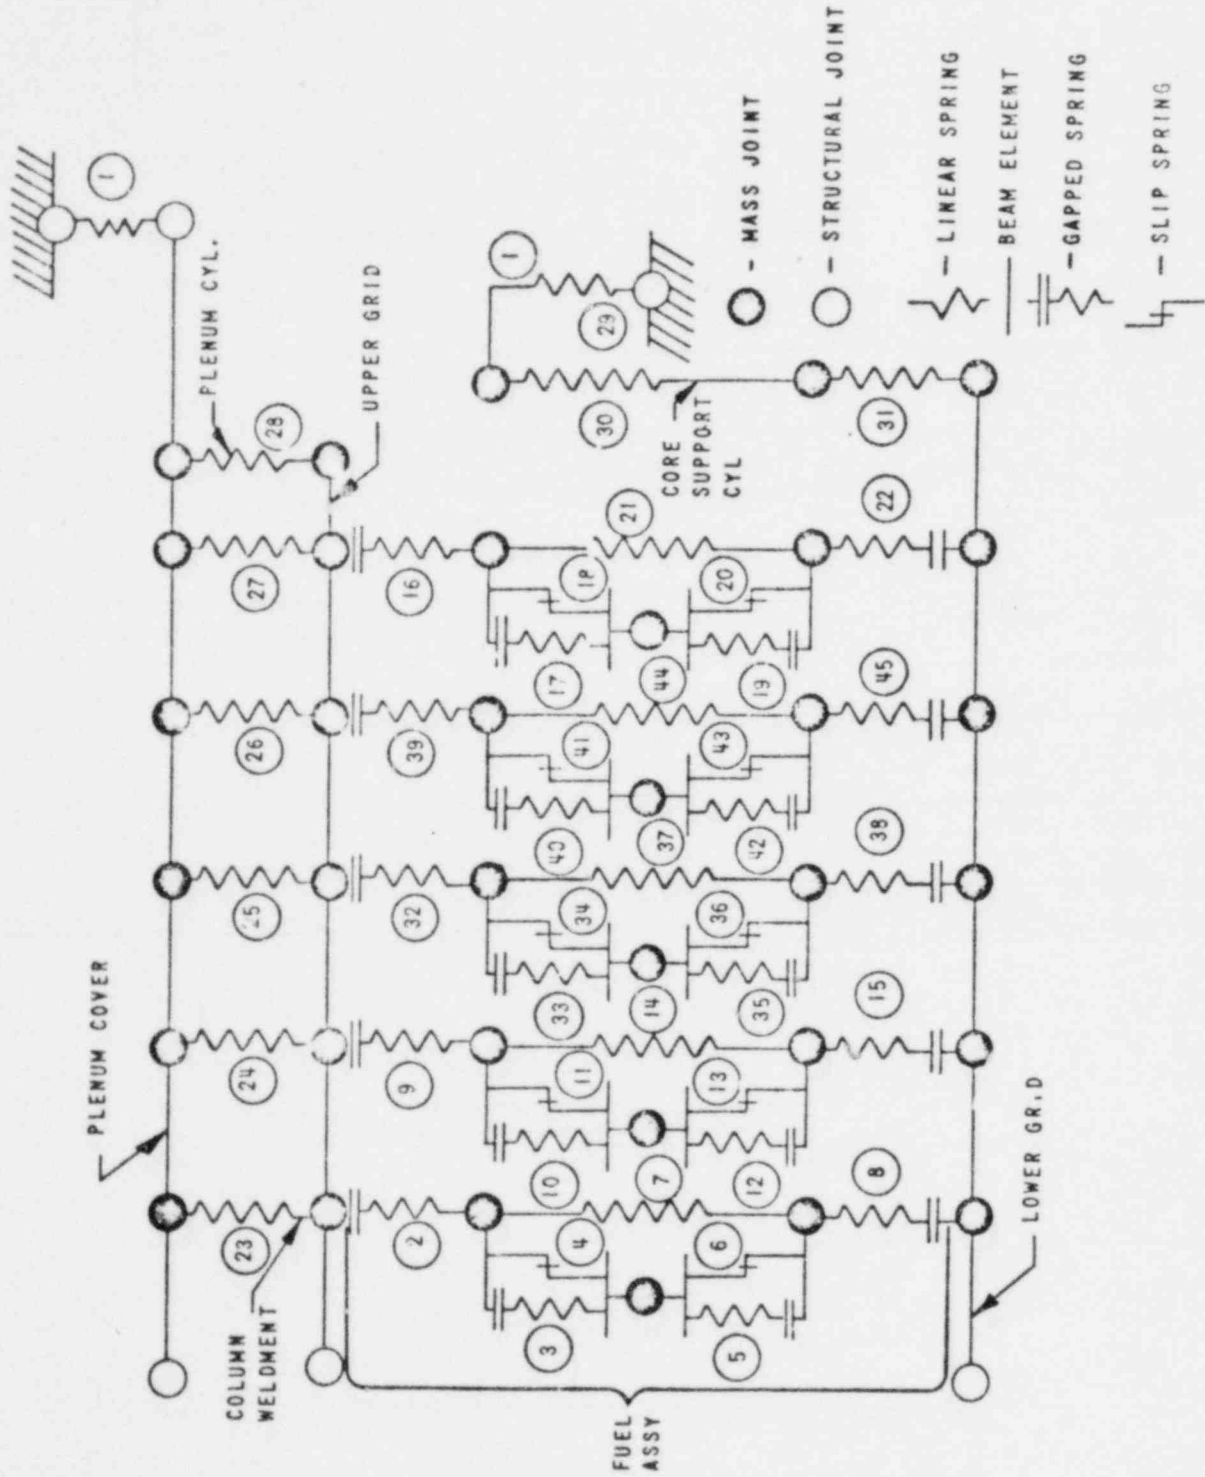 1
PLENUM CYL.
28
UPPER GRID
PLENUM COVER
23
24
25
26
27
COLUMN
WELDMENT
2
9
32
39
16
FUEL
ASSY
3
4
7
10
11
14
33
34
37
40
41
44
17
18
21
5
6
12
13
35
36
42
43
19
20
8
15
38
45
22
LOWER GRID
1
29
30
CORE
SUPPORT
CYL
31
- MASS JOINT
- STRUCTURAL JOINT
- LINEAR SPRING
- BEAM ELEMENT
- GAPPED SPRING
- SLIP SPRING